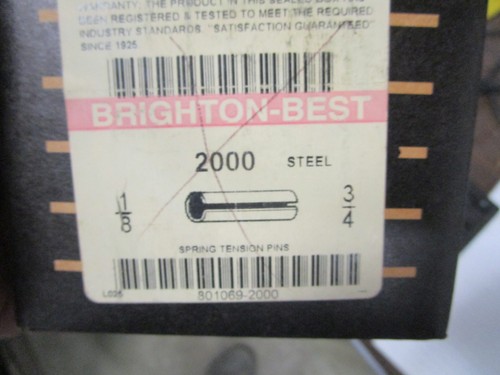 WARRANTY. THE PRODUCT IN THIS SEALED
BEEN REGISTERED & TESTED TO MEET THE REQUIRED
INDUSTRY STANDARDS. "SATISFACTION GUARANTEED"
SINCE 1925
BRIGHTON-BEST
2000 STEEL
1/8 3/4
SPRING TENSION PINS
L025
801069-2000